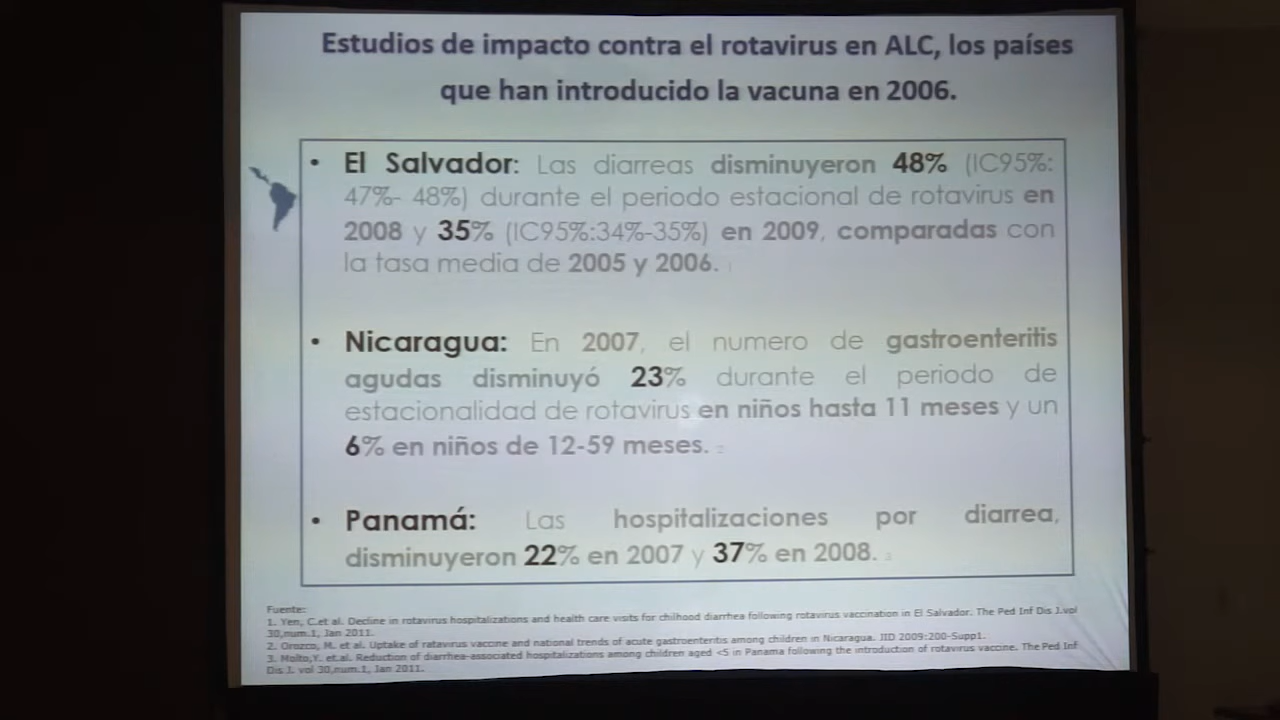 Estudios de impacto contra el rotavirus en ALC, los países
que han introducido la vacuna en 2006.
• El Salvador: Las diarreas disminuyeron 48% (IC95%:
47%- 48%) durante el periodo estacional de rotavirus en
2008 y 35% (IC95%:34%-35%) en 2009, comparadas con
la tasa media de 2005 y 2006. 1
• Nicaragua: En 2007, el numero de gastroenteritis
agudas disminuyó 23% durante el periodo de
estacionalidad de rotavirus en niños hasta 11 meses y un
6% en niños de 12-59 meses. 2
• Panamá: Las hospitalizaciones por diarrea,
disminuyeron 22% en 2007 y 37% en 2008. 3
Fuente:
1. Yen, C.et al. Decline in rotavirus hospitalizations and health care visits for chilhood diarrhea following rotavirus vaccination in El Salvador. The Ped Inf Dis J.vol
30,num.1, Jan 2011.
2. Orozco, M. et al. Uptake of ratavirus vaccine and national trends of acute gastroenteritis among children in Nicaragua. JID 2009:200-Supp1.
3. Molto,Y. et.al. Reduction of diarrhea-associated hospitalizations among children aged <5 in Panama following the introduction of rotavirus vaccine. The Ped Inf
Dis J. vol 30,num.1, Jan 2011.